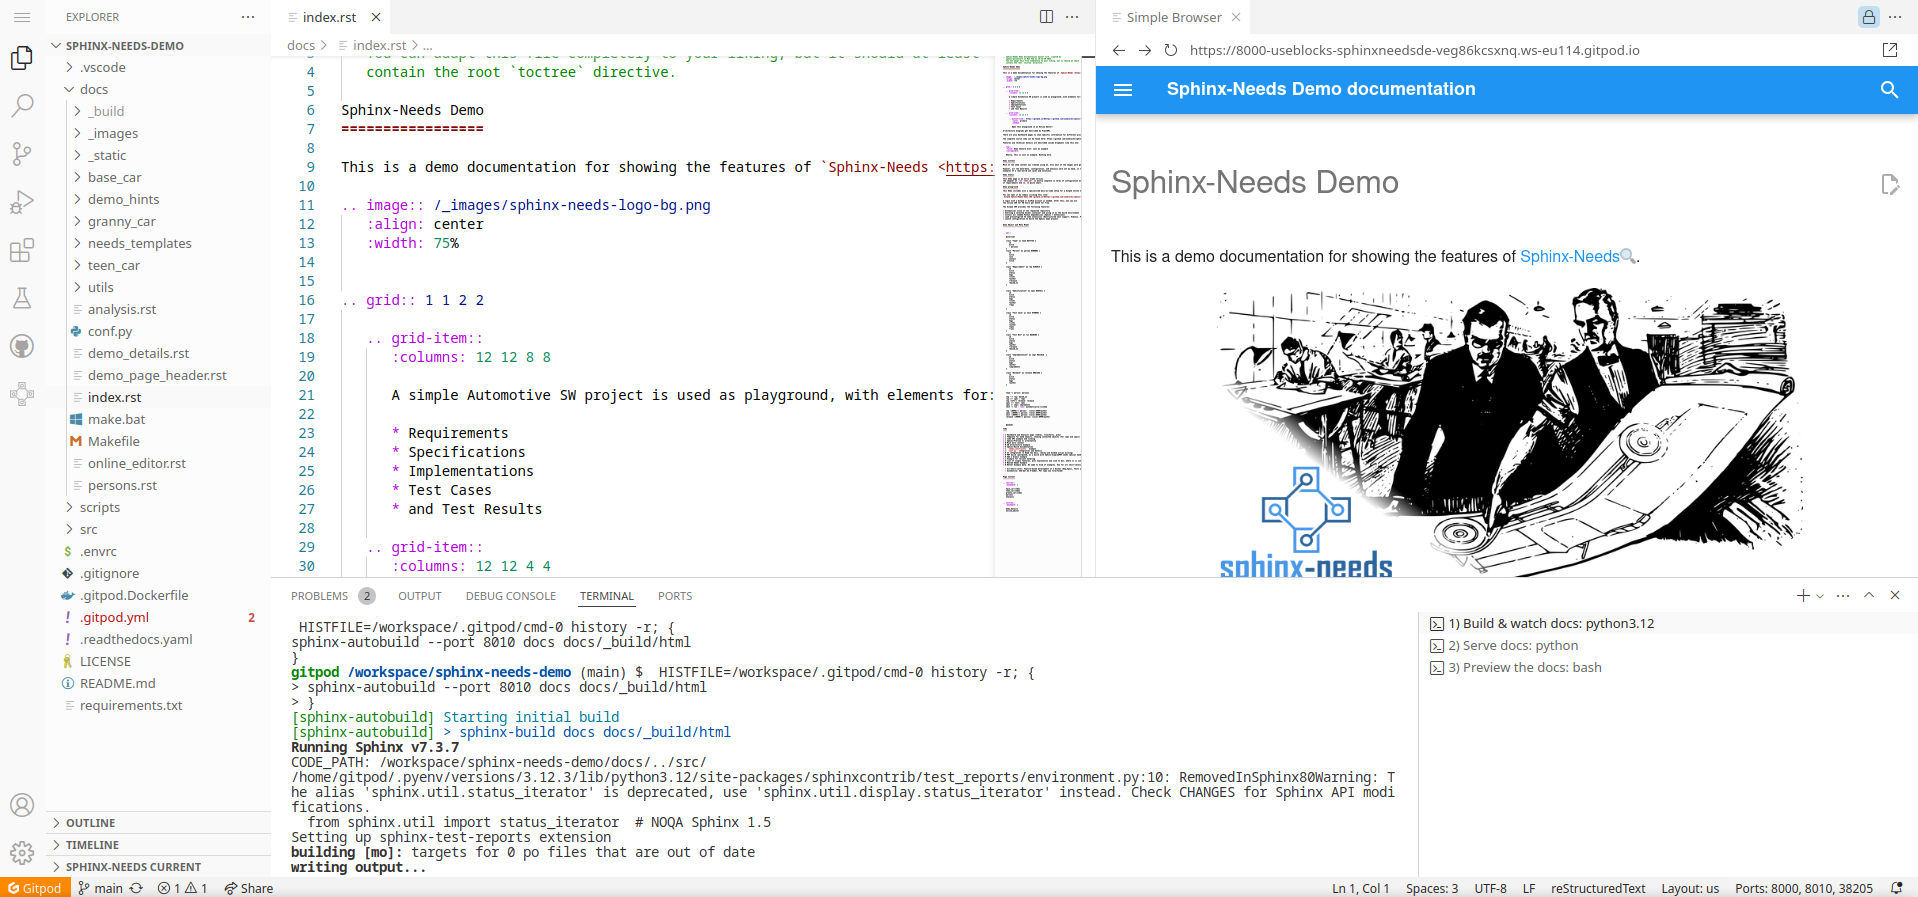 EXPLORER
SPHINX-NEEDS-DEMO
.vscode
docs
_build
_images
_static
base_car
demo_hints
granny_car
needs_templates
teen_car
utils
analysis.rst
conf.py
demo_details.rst
demo_page_header.rst
index.rst
make.bat
Makefile
online_editor.rst
persons.rst
scripts
src
.envrc
.gitignore
.gitpod.Dockerfile
.gitpod.yml 2
.readthedocs.yaml
LICENSE
README.md
requirements.txt
OUTLINE
TIMELINE
SPHINX-NEEDS CURRENT
index.rst
docs > index.rst > ...
4 contain the root `toctree` directive.
5
6 Sphinx-Needs Demo
7 =================
8
9 This is a demo documentation for showing the features of `Sphinx-Needs <https:
10
11 .. image:: /_images/sphinx-needs-logo-bg.png
12 :align: center
13 :width: 75%
14
15
16 .. grid:: 1 1 2 2
17
18 .. grid-item::
19 :columns: 12 12 8 8
20
21 A simple Automotive SW project is used as playground, with elements for:
22
23 * Requirements
24 * Specifications
25 * Implementations
26 * Test Cases
27 * and Test Results
28
29 .. grid-item::
30 :columns: 12 12 4 4
Simple Browser
https://8000-useblocks-sphinxneedsde-veg86kcsxnq.ws-eu114.gitpod.io
Sphinx-Needs Demo documentation
Sphinx-Needs Demo
This is a demo documentation for showing the features of Sphinx-Needs.
sphinx-needs
PROBLEMS 2 OUTPUT DEBUG CONSOLE TERMINAL PORTS
HISTFILE=/workspace/.gitpod/cmd-0 history -r; {
sphinx-autobuild --port 8010 docs docs/_build/html
}
gitpod /workspace/sphinx-needs-demo (main) $  HISTFILE=/workspace/.gitpod/cmd-0 history -r; {
> sphinx-autobuild --port 8010 docs docs/_build/html
> }
[sphinx-autobuild] Starting initial build
[sphinx-autobuild] > sphinx-build docs docs/_build/html
Running Sphinx v7.3.7
CODE_PATH: /workspace/sphinx-needs-demo/docs/../src/
/home/gitpod/.pyenv/versions/3.12.3/lib/python3.12/site-packages/sphinxcontrib/test_reports/environment.py:10: RemovedInSphinx80Warning: T
he alias 'sphinx.util.status_iterator' is deprecated, use 'sphinx.util.display.status_iterator' instead. Check CHANGES for Sphinx API modi
fications.
from sphinx.util import status_iterator  # NOQA Sphinx 1.5
Setting up sphinx-test-reports extension
building [mo]: targets for 0 po files that are out of date
writing output...
1) Build & watch docs: python3.12
2) Serve docs: python
3) Preview the docs: bash
Gitpod main 1 1 Share
Ln 1, Col 1 Spaces: 3 UTF-8 LF reStructuredText Layout: us Ports: 8000, 8010, 38205